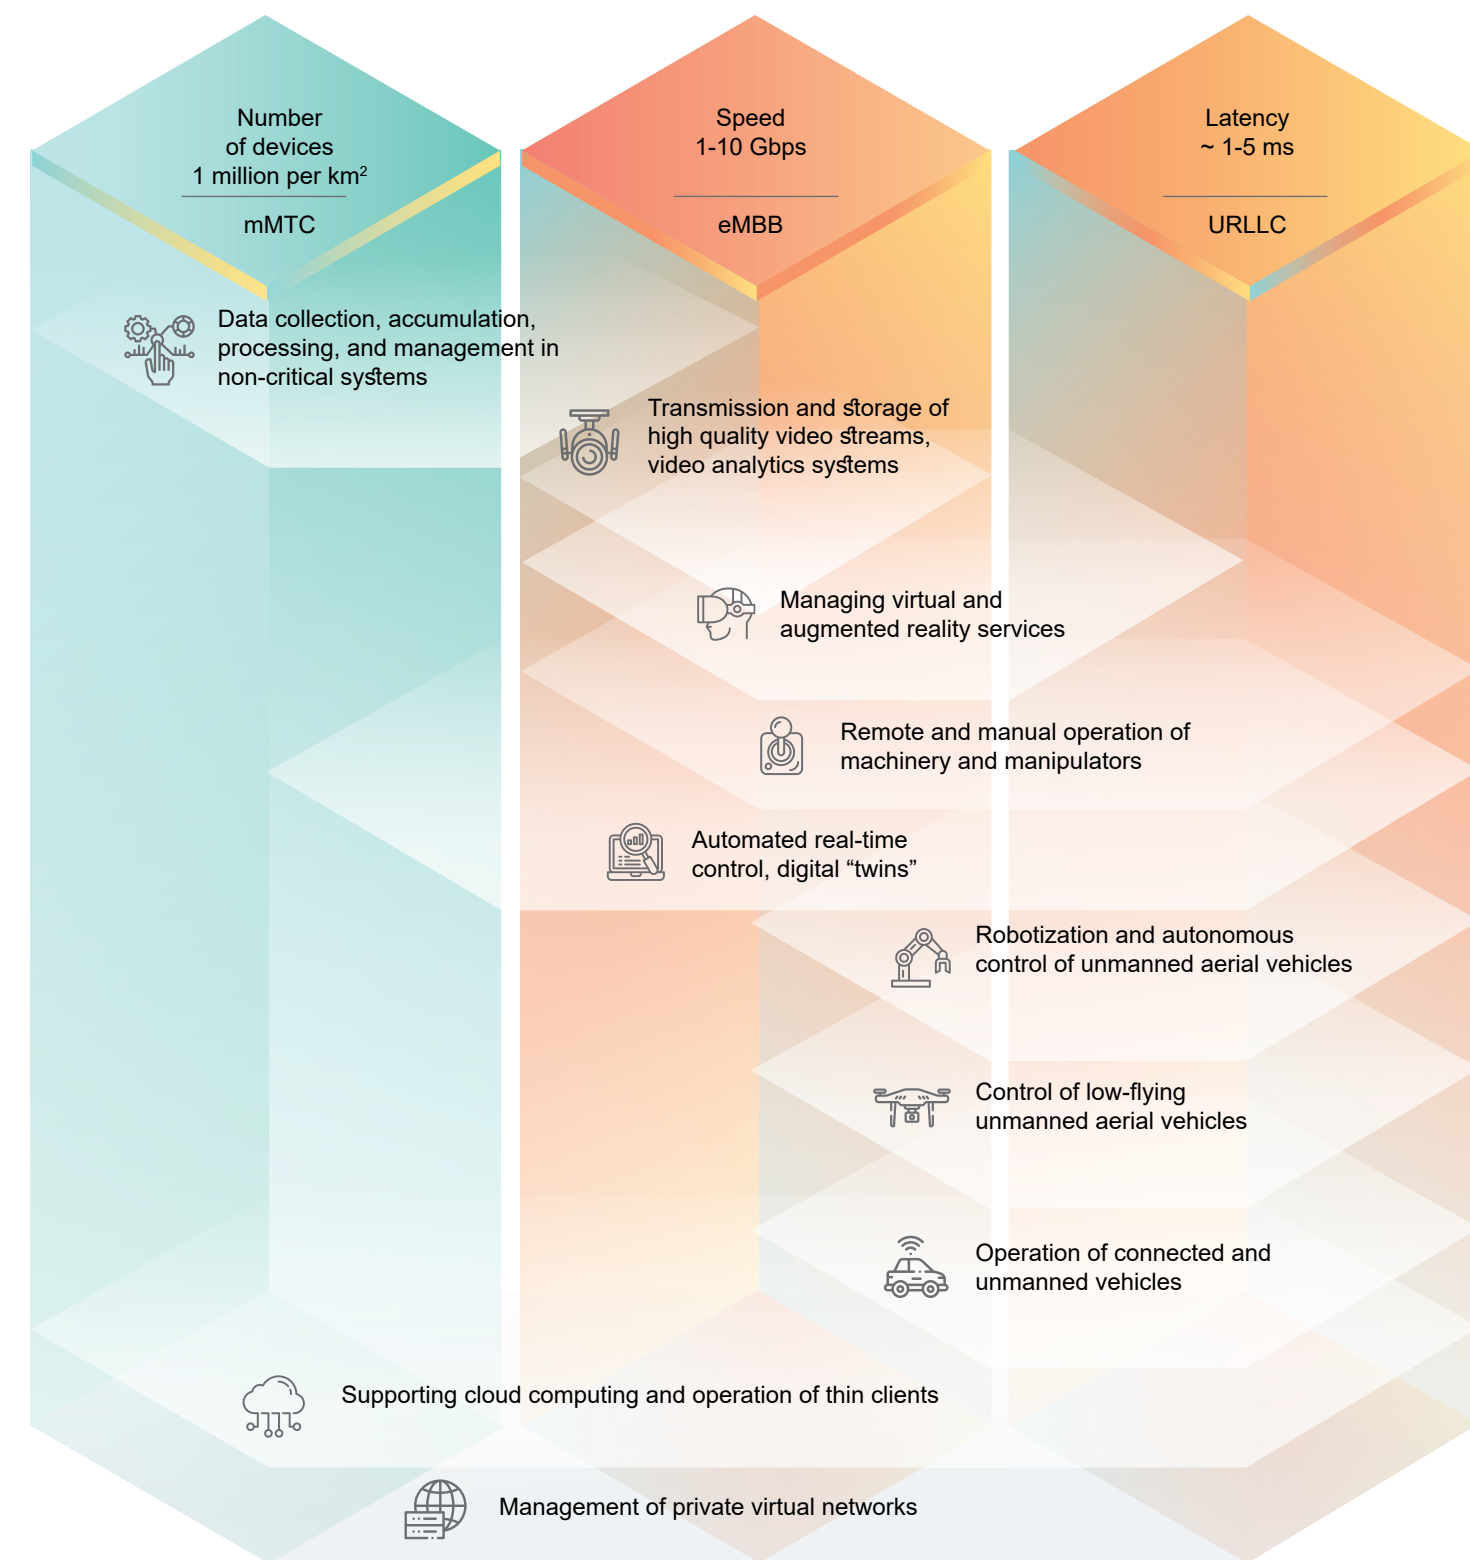 Number
of devices
1 million per km²
mMTC
Speed
1-10 Gbps
eMBB
Latency
~ 1-5 ms
URLLC
Data collection, accumulation,
processing, and management in
non-critical systems
Transmission and storage of
high quality video streams,
video analytics systems
Managing virtual and
augmented reality services
Remote and manual operation of
machinery and manipulators
Automated real-time
control, digital “twins”
Robotization and autonomous
control of unmanned aerial vehicles
Control of low-flying
unmanned aerial vehicles
Operation of connected and
unmanned vehicles
Supporting cloud computing and operation of thin clients
Management of private virtual networks